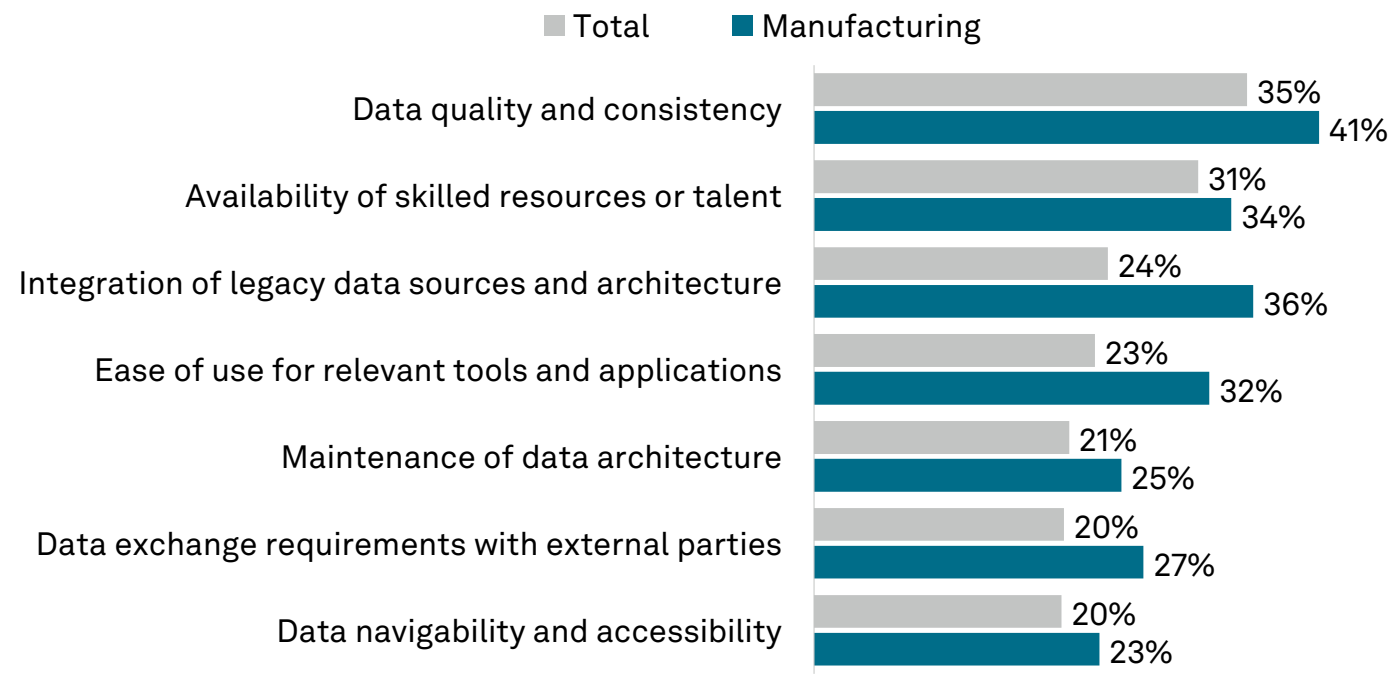 Total Manufacturing
Data quality and consistency 35%
41%
Availability of skilled resources or talent 31%
34%
Integration of legacy data sources and architecture 24%
36%
Ease of use for relevant tools and applications 23%
32%
Maintenance of data architecture 21%
25%
Data exchange requirements with external parties 20%
27%
Data navigability and accessibility 20%
23%